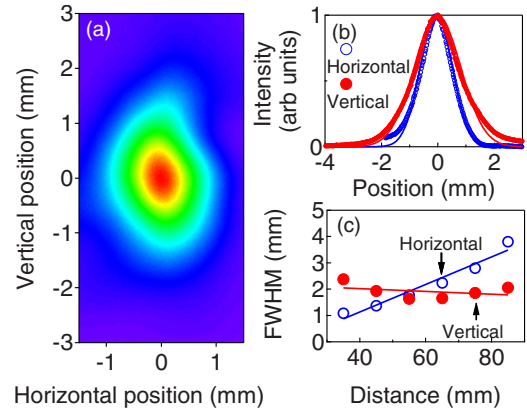 (a)
Vertical position (mm)
3
2
1
0
-1
-2
-3
-1
0
1
Horizontal position (mm)
(b)
Horizontal
Vertical
Intensity
(arb units)
1
0
-4
-2
0
2
Position (mm)
(c)
Horizontal
Vertical
FWHM (mm)
5
4
3
2
1
0
40
60
80
Distance (mm)